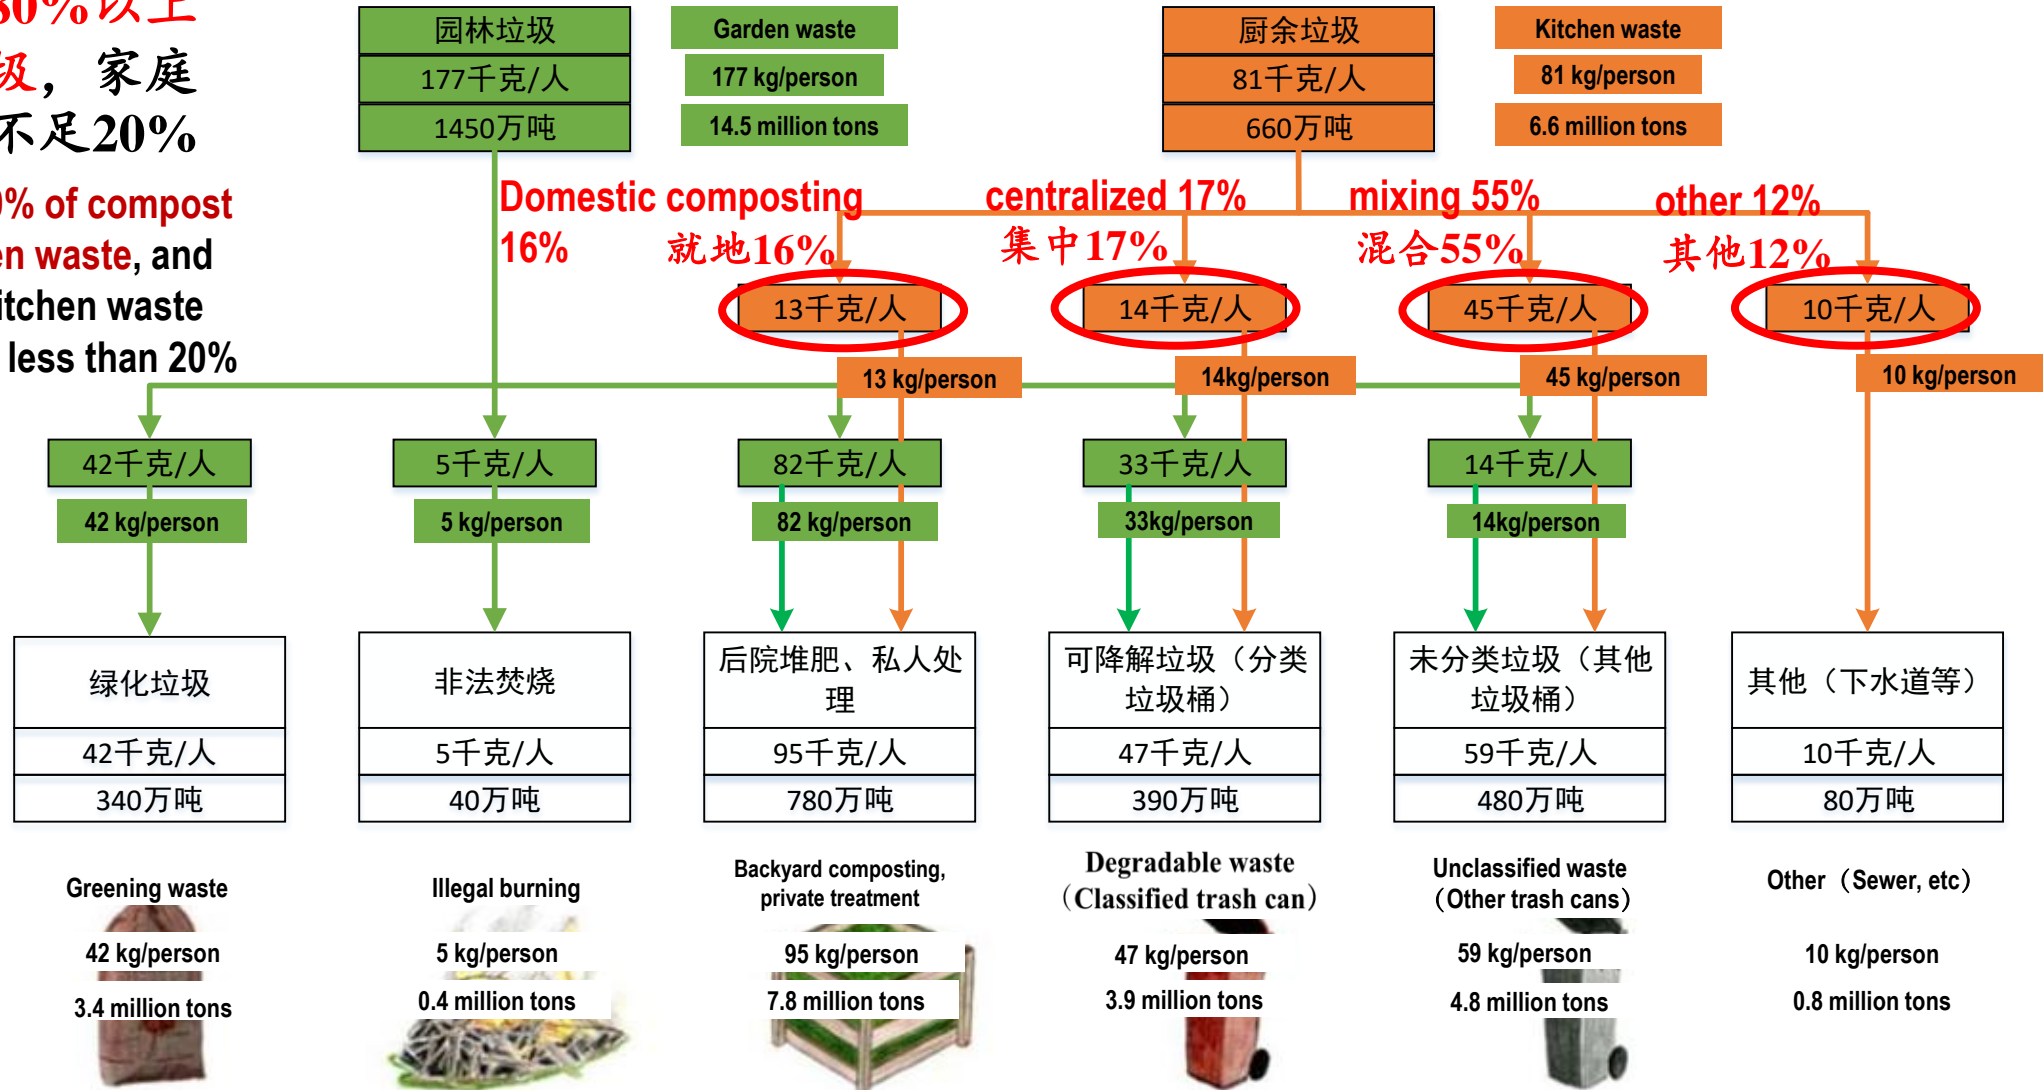 80%以上
圾，家庭
不足20%
0% of compost
en waste, and
itchen waste
less than 20%
园林垃圾
177千克/人
1450万吨
Garden waste
177 kg/person
14.5 million tons
厨余垃圾
81千克/人
660万吨
Kitchen waste
81 kg/person
6.6 million tons
Domestic composting
16%
就地16%
centralized 17%
集中17%
mixing 55%
混合55%
other 12%
其他12%
13千克/人
14千克/人
45千克/人
10千克/人
13 kg/person
14kg/person
45 kg/person
10 kg/person
42千克/人
5千克/人
82千克/人
33千克/人
14千克/人
42 kg/person
5 kg/person
82 kg/person
33kg/person
14kg/person
绿化垃圾
42千克/人
340万吨
非法焚烧
5千克/人
40万吨
后院堆肥、私人处
理
95千克/人
780万吨
可降解垃圾（分类
垃圾桶）
47千克/人
390万吨
未分类垃圾（其他
垃圾桶）
59千克/人
480万吨
其他（下水道等）
10千克/人
80万吨
Greening waste
42 kg/person
3.4 million tons
Illegal burning
5 kg/person
0.4 million tons
Backyard composting,
private treatment
95 kg/person
7.8 million tons
Degradable waste
（Classified trash can）
47 kg/person
3.9 million tons
Unclassified waste
（Other trash cans）
59 kg/person
4.8 million tons
Other（Sewer, etc）
10 kg/person
0.8 million tons